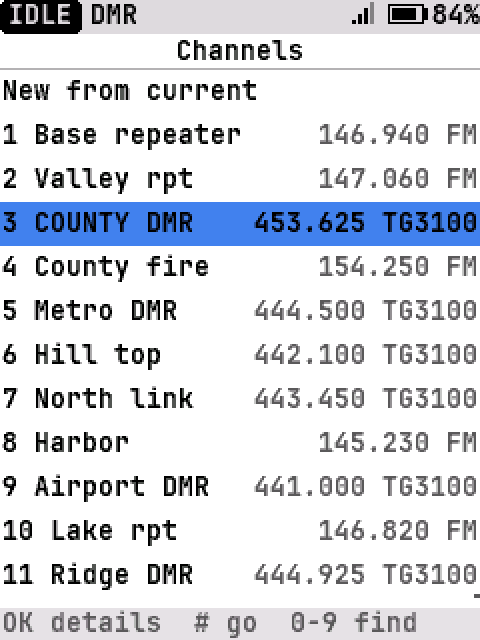 IDLE DMR 84%
Channels
New from current
1 Base repeater 146.940 FM
2 Valley rpt 147.060 FM
3 COUNTY DMR 453.625 TG3100
4 County fire 154.250 FM
5 Metro DMR 444.500 TG3100
6 Hill top 442.100 TG3100
7 North link 443.450 TG3100
8 Harbor 145.230 FM
9 Airport DMR 441.000 TG3100
10 Lake rpt 146.820 FM
11 Ridge DMR 444.925 TG3100
OK details # go 0-9 find